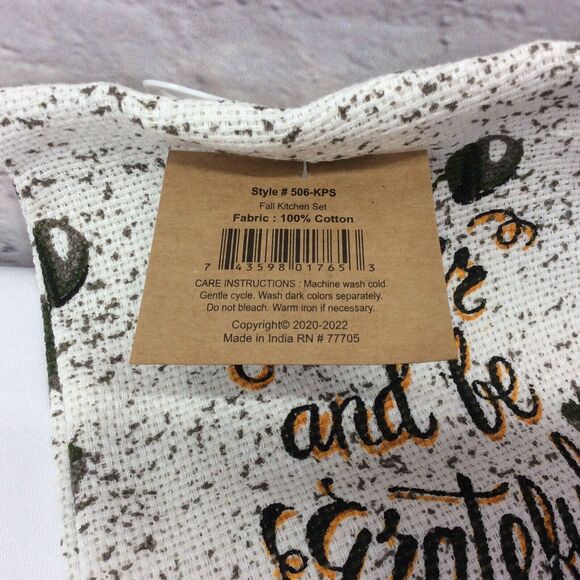 Style # 506-KPS
Fall Kitchen Set
Fabric : 100% Cotton
7 43598 01765 3
CARE INSTRUCTIONS : Machine wash cold.
Gentle cycle. Wash dark colors separately.
Do not bleach. Warm iron if necessary.
Copyright© 2020-2022
Made in India RN # 77705
and be